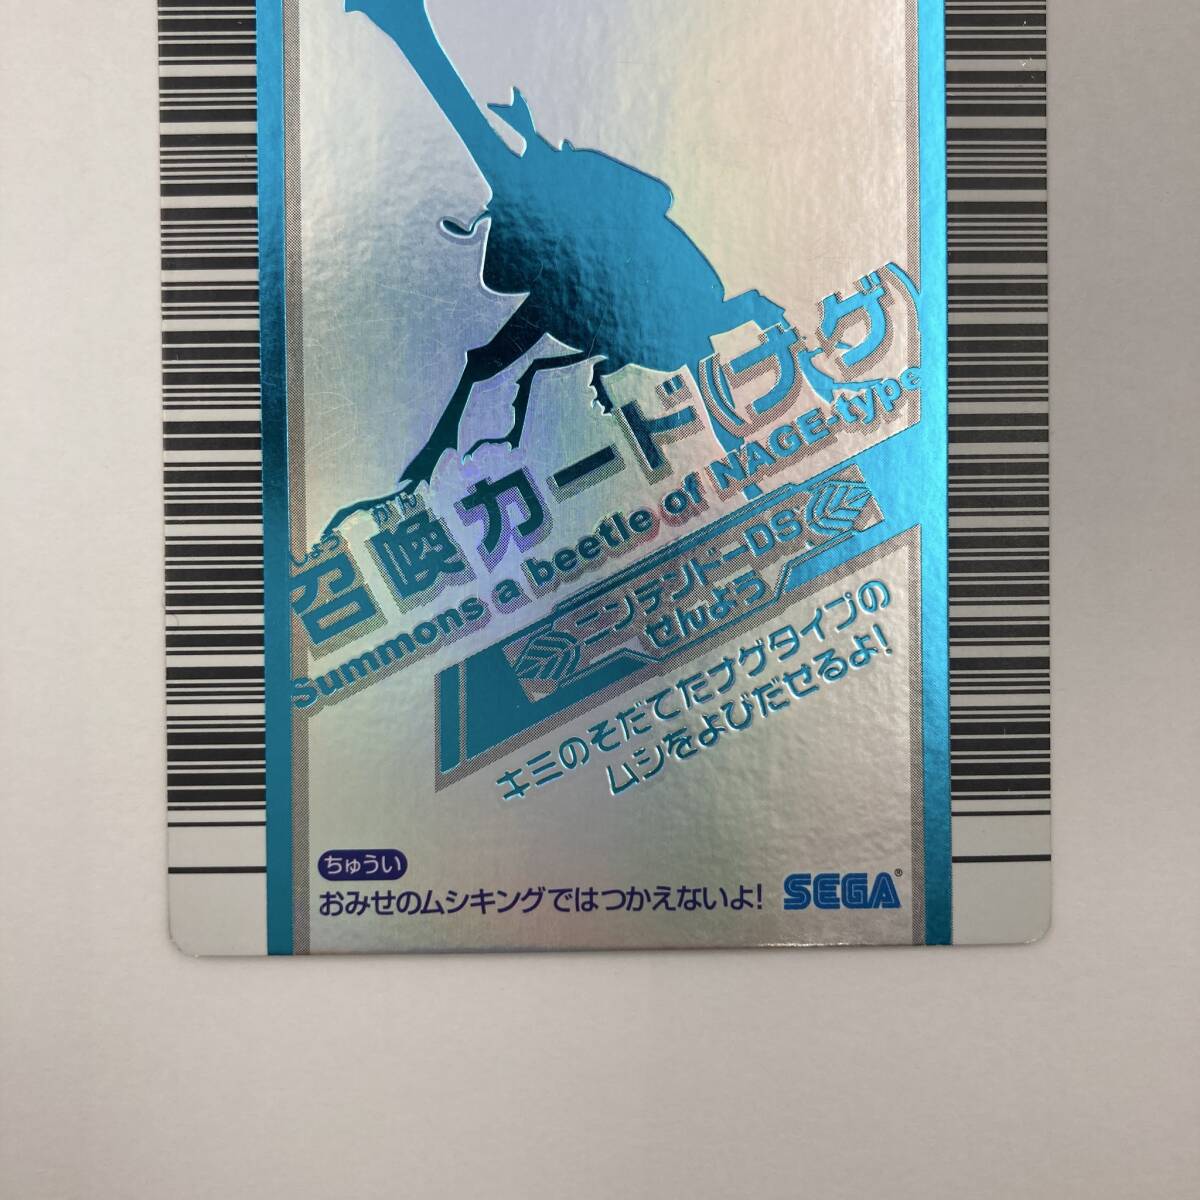 しょう かん
召喚カード(ナゲ)
Summons a beetle of NAGE-type
ニンテンドーDS
せんよう
キミのそだてたナゲタイプの
ムシをよびだせるよ!
ちゅうい
おみせのムシキングではつかえないよ!
SEGA®